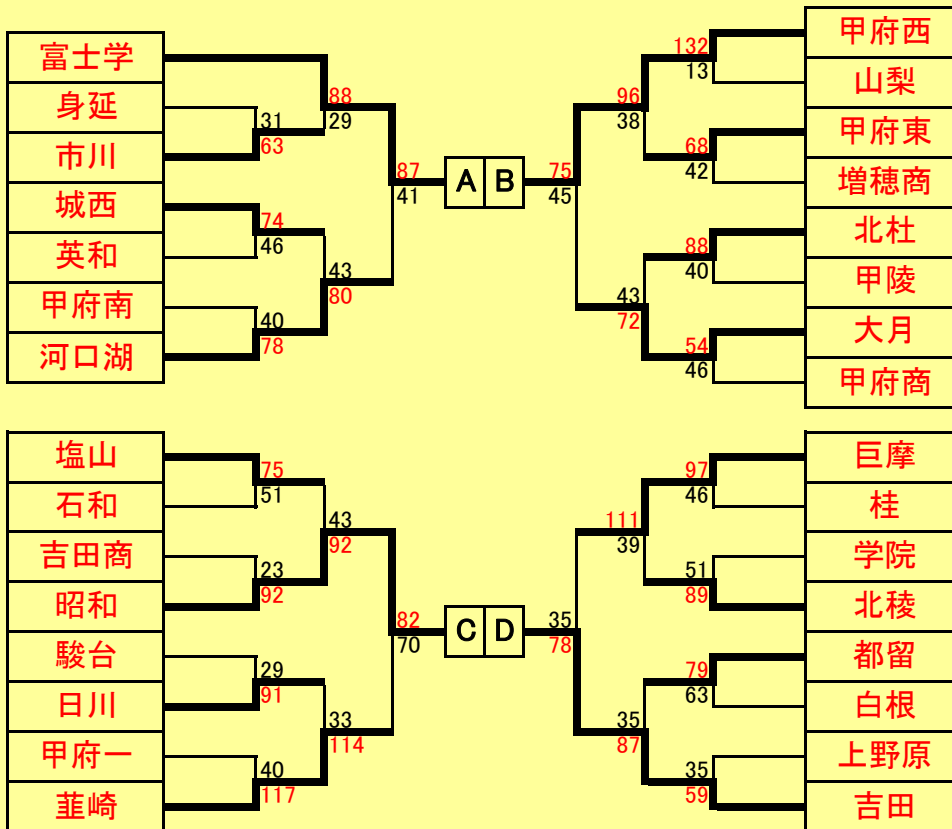 富士学
身延
市川
城西
英和
甲府南
河口湖
31
63
74
46
40
78
88
29
43
80
87
41
A B
75
45
96
38
43
72
132
13
68
42
88
40
54
46
甲府西
山梨
甲府東
増穂商
北杜
甲陵
大月
甲府商
塩山
石和
吉田商
昭和
駿台
日川
甲府一
韮崎
75
51
23
92
29
91
40
117
43
92
33
114
82
70
C D
35
78
111
39
35
87
97
46
51
89
79
63
35
59
巨摩
桂
学院
北稜
都留
白根
上野原
吉田